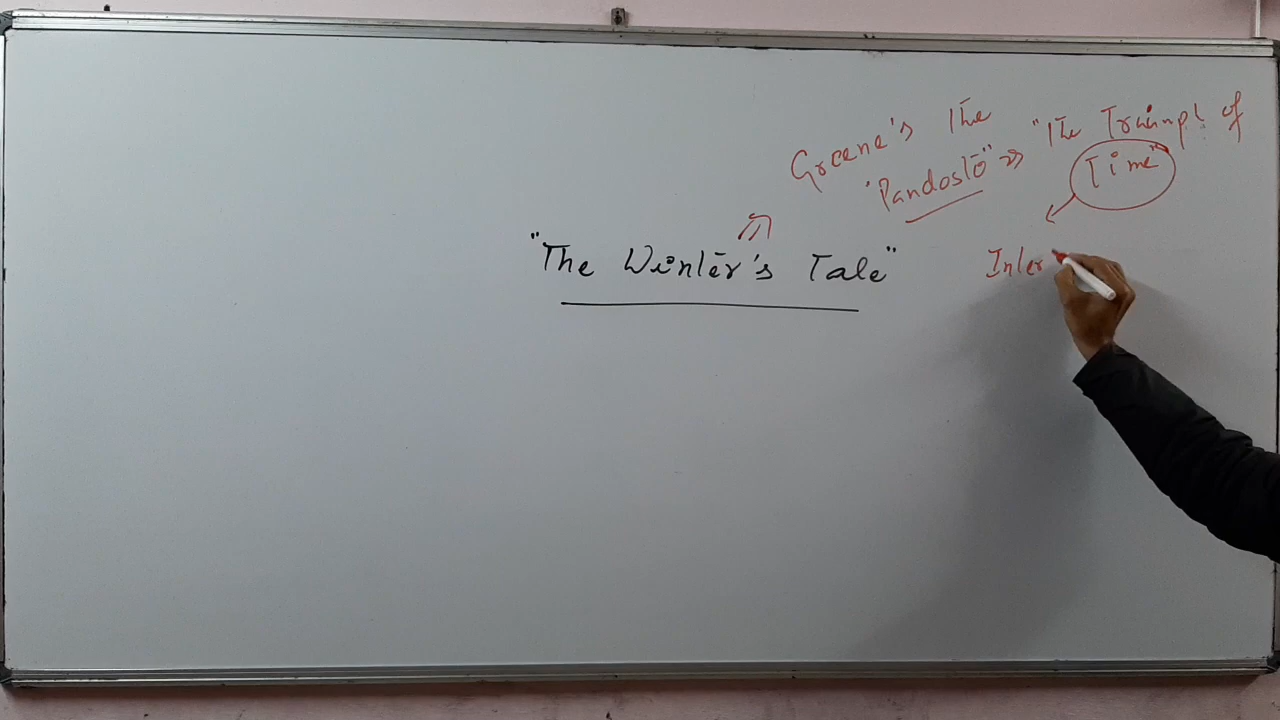 Greene's The
'Pandosto" ⇒ "The Triumph of
Time"
"The Winter's Tale"
Inter